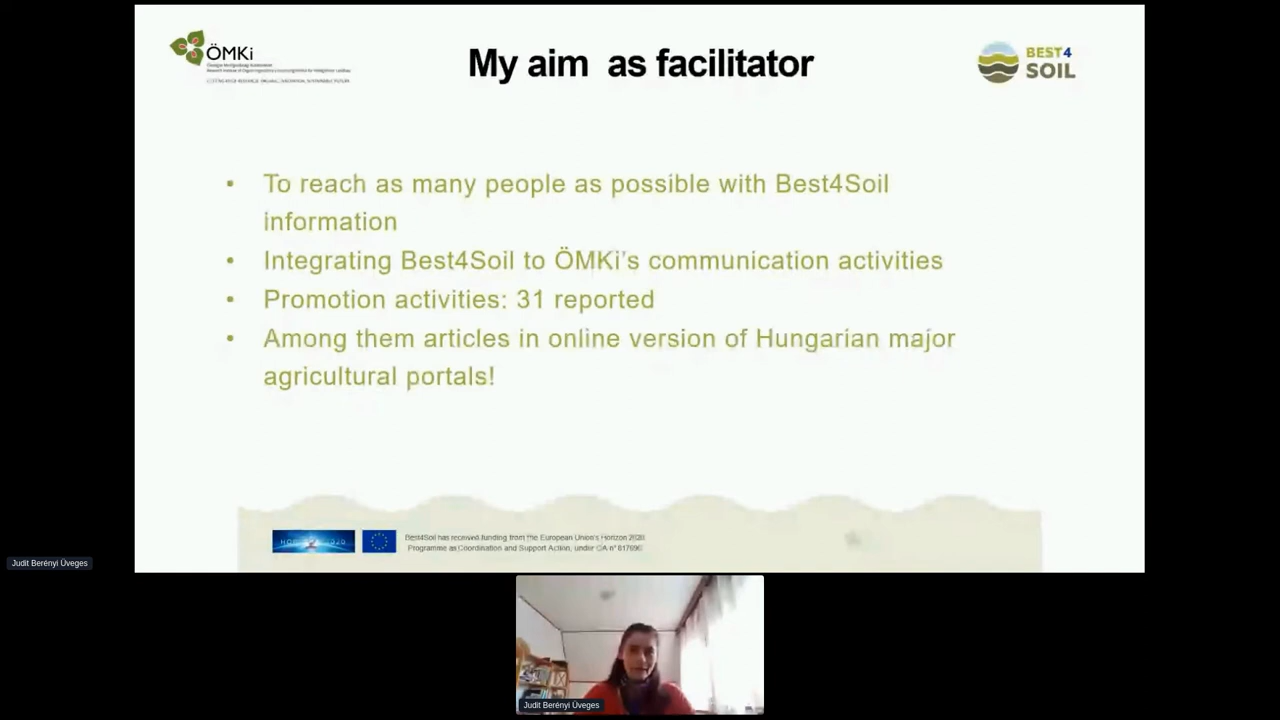 ÖMKi
My aim as facilitator
BEST4
SOIL
• To reach as many people as possible with Best4Soil
information
• Integrating Best4Soil to ÖMKi's communication activities
• Promotion activities: 31 reported
• Among them articles in online version of Hungarian major
agricultural portals!
Best4Soil has received funding from the European Union's Horizon 2020
Programme as Coordination and Support Action, under GA n°
Judit Berényi Üveges
Judit Berényi Üveges